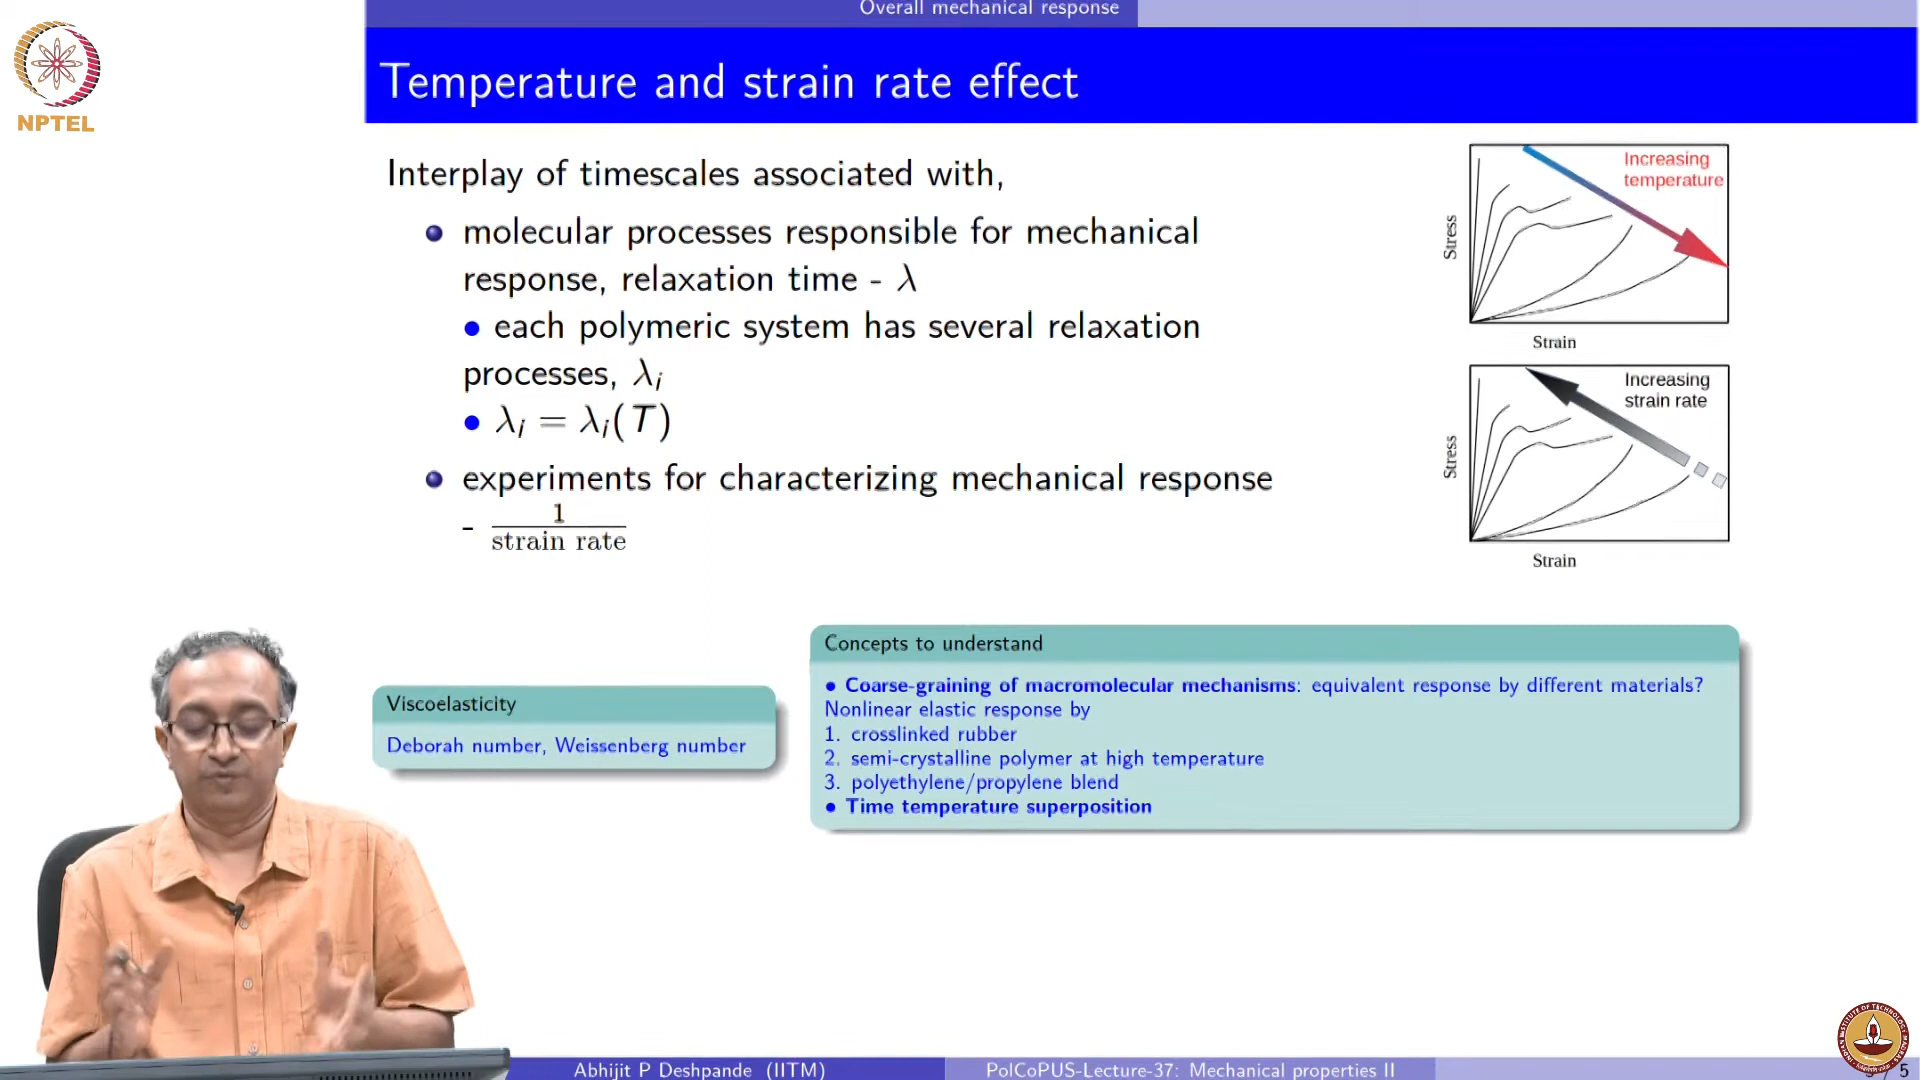 Overall mechanical response
Temperature and strain rate effect
NPTEL
Interplay of timescales associated with,
molecular processes responsible for mechanical
response, relaxation time - λ
• each polymeric system has several relaxation
processes, λi
• λi = λi(T)
experiments for characterizing mechanical response
- 1
strain rate
Increasing
temperature
Stress
Strain
Increasing
strain rate
Stress
Strain
Viscoelasticity
Deborah number, Weissenberg number
Concepts to understand
• Coarse-graining of macromolecular mechanisms: equivalent response by different materials?
Nonlinear elastic response by
1. crosslinked rubber
2. semi-crystalline polymer at high temperature
3. polyethylene/propylene blend
• Time temperature superposition
Abhijit P Deshpande (IITM)
PolCoPUS-Lecture-37: Mechanical properties II
/ 5